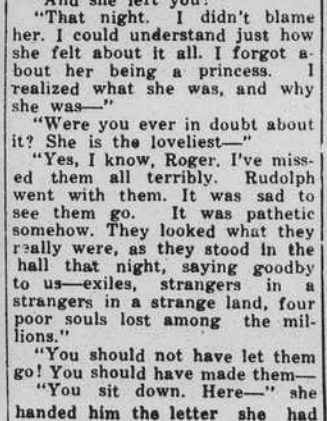 "And she left you?"
"That night. I didn't blame
her. I could understand just how
she felt about it all. I forgot a-
bout her being a princess. I
realized what she was, and why
she was—"
"Were you ever in doubt about
it? She is the loveliest—"
"Yes, I know, Roger. I've miss-
ed them all terribly. Rudolph
went with them. It was sad to
see them go. It was pathetic
somehow. They looked what they
really were, as they stood in the
hall that night, saying goodby
to us—exiles, strangers in a
strangers in a strange land, four
poor souls lost among the mil-
lions."
"You should not have let them
go! You should have made them—
"You sit down. Here—" she
handed him the letter she had